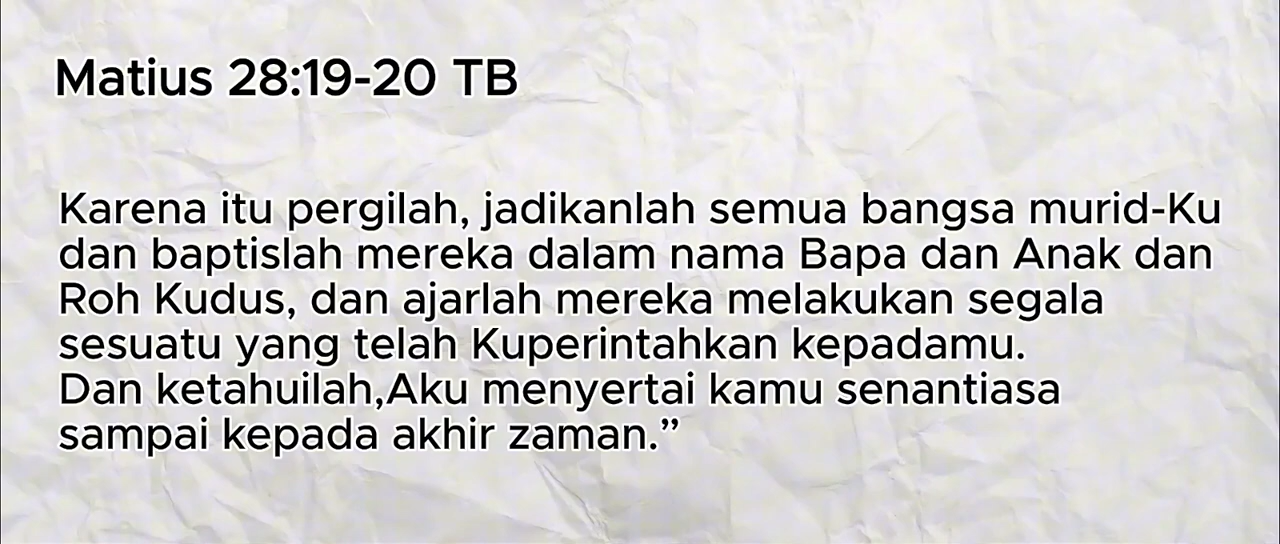 Matius 28:19-20 TB
Karena itu pergilah, jadikanlah semua bangsa murid-Ku
dan baptislah mereka dalam nama Bapa dan Anak dan
Roh Kudus, dan ajarlah mereka melakukan segala
sesuatu yang telah Kuperintahkan kepadamu.
Dan ketahuilah,Aku menyertai kamu senantiasa
sampai kepada akhir zaman.”